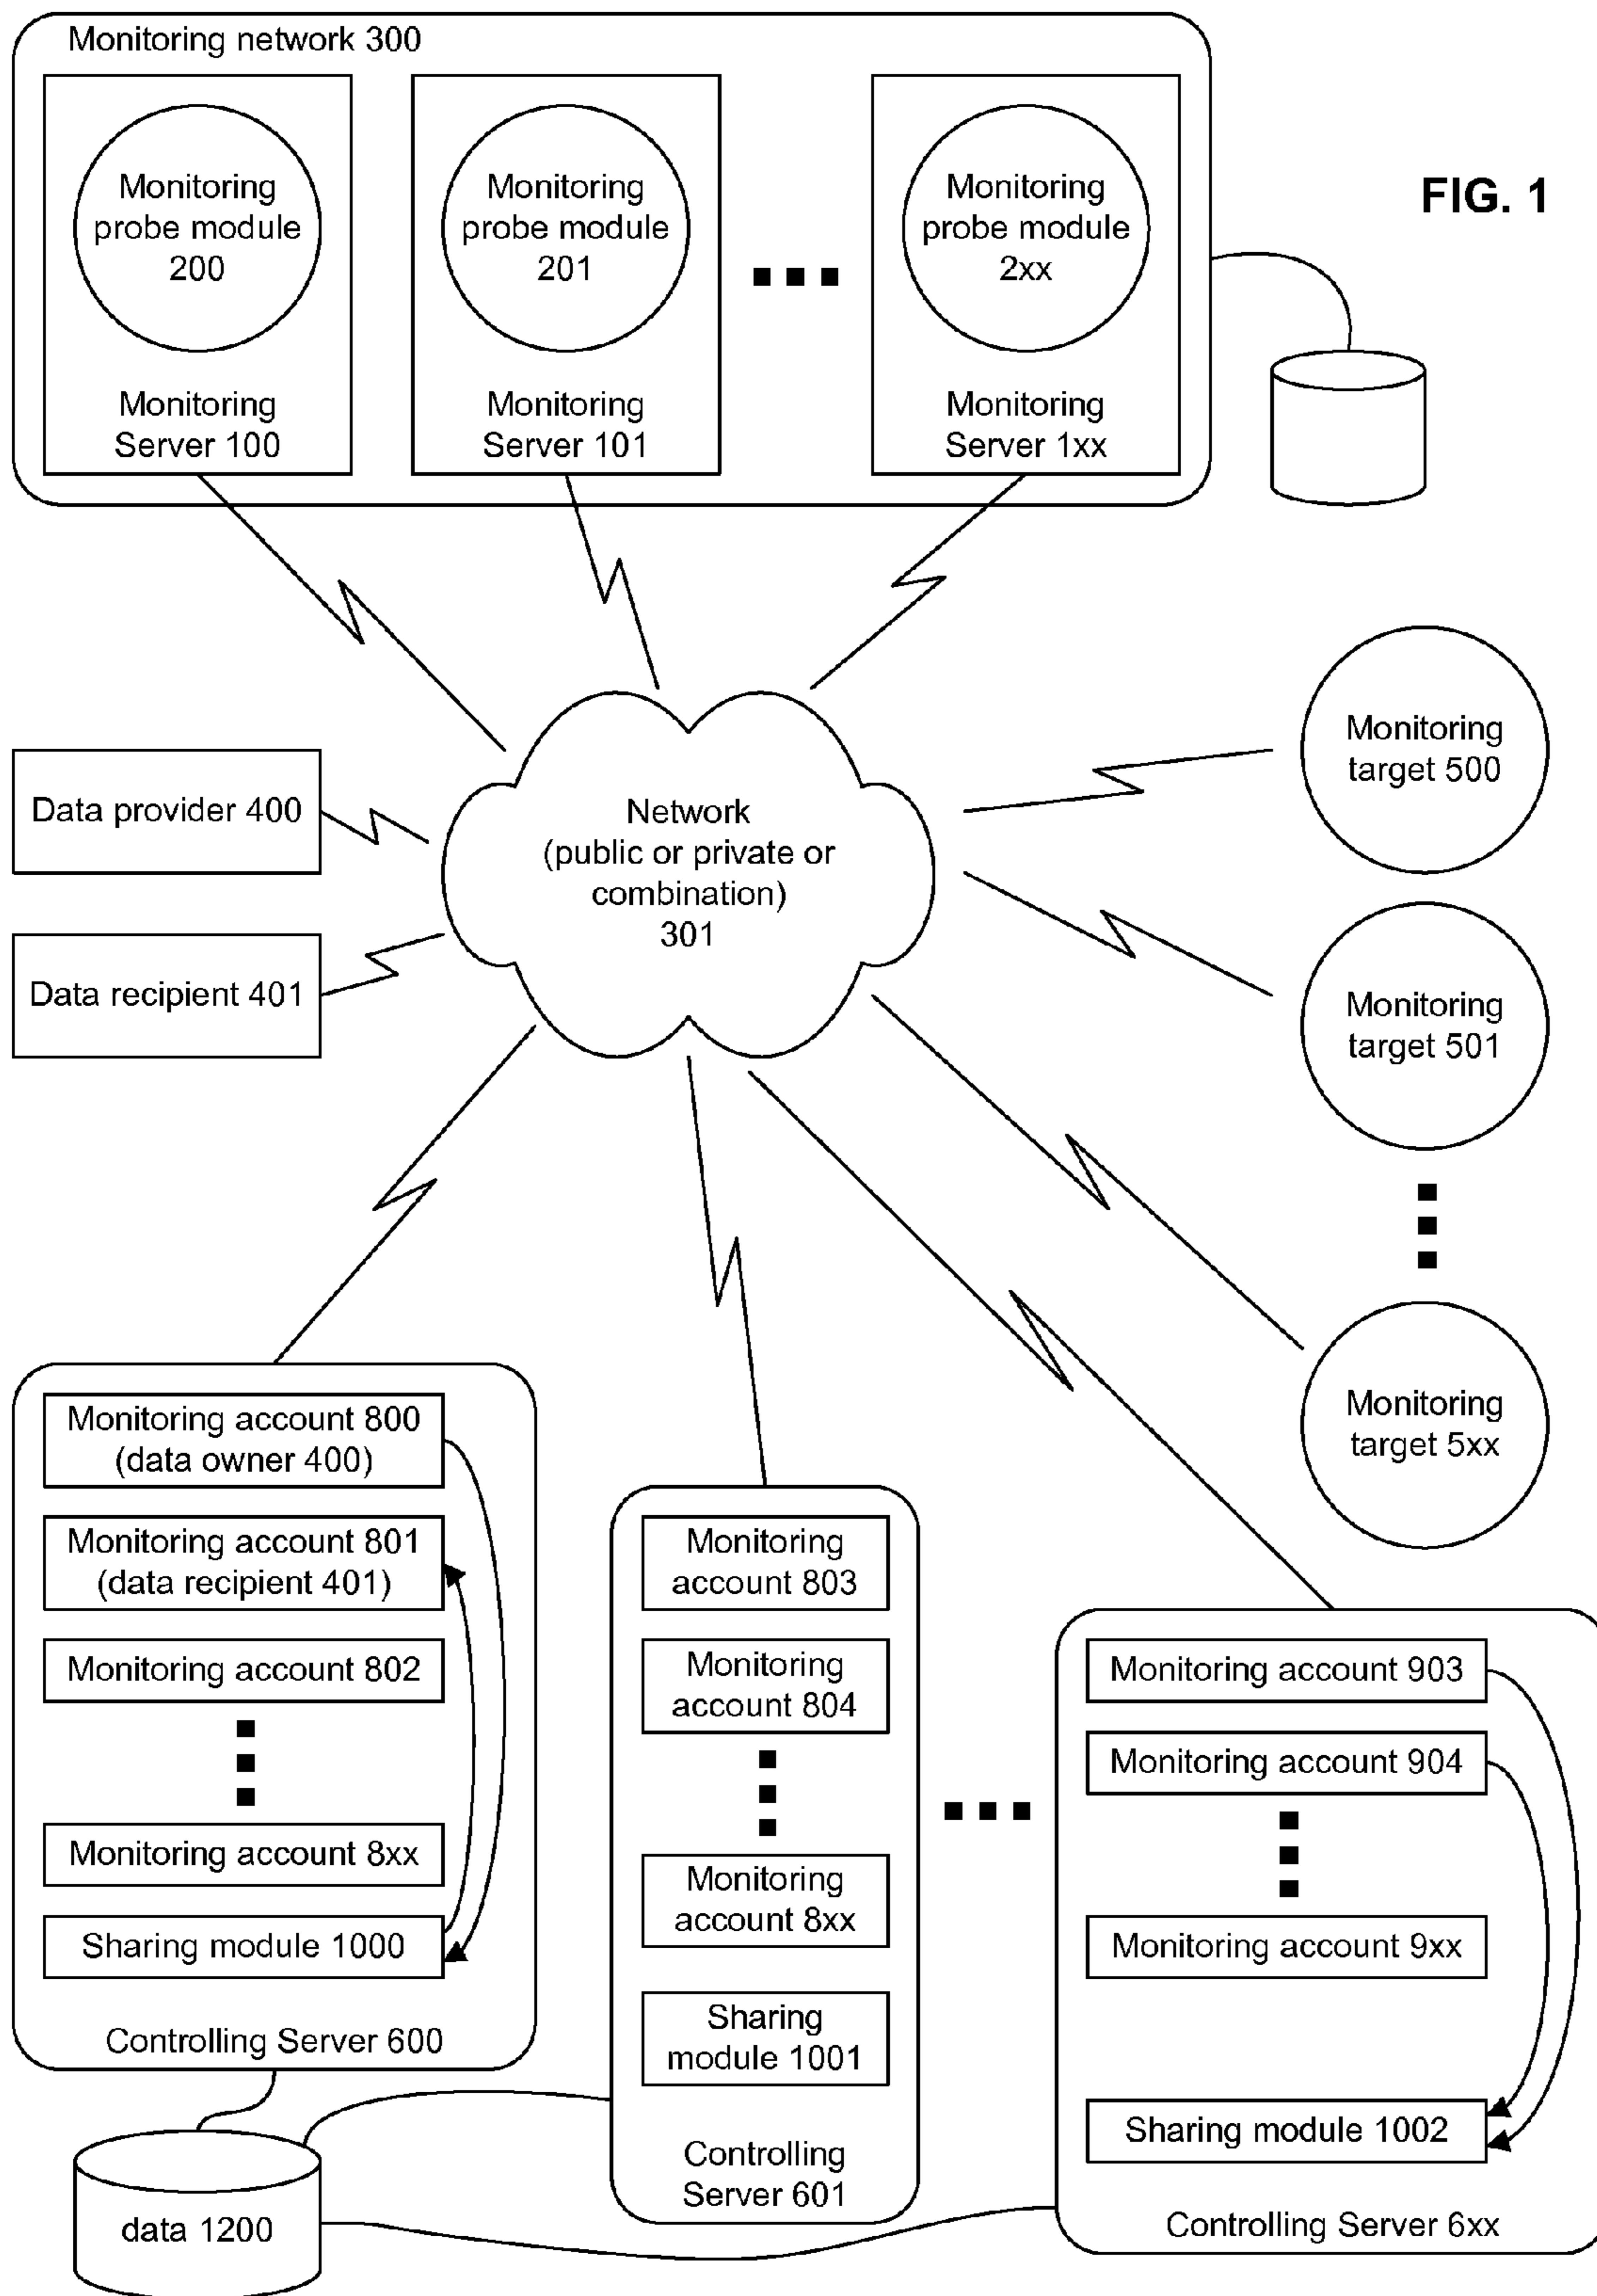 Monitoring network 300
Monitoring
probe module
200
Monitoring
Server 100
Monitoring
probe module
201
Monitoring
Server 101
Monitoring
probe module
2xx
Monitoring
Server 1xx
FIG. 1
Data provider 400
Data recipient 401
Network
(public or private or
combination)
301
Monitoring
target 500
Monitoring
target 501
Monitoring
target 5xx
Monitoring account 800
(data owner 400)
Monitoring account 801
(data recipient 401)
Monitoring account 802
Monitoring account 8xx
Sharing module 1000
Controlling Server 600
Monitoring
account 803
Monitoring
account 804
Monitoring
account 8xx
Sharing
module 1001
Controlling
Server 601
Monitoring account 903
Monitoring account 904
Monitoring account 9xx
Sharing module 1002
Controlling Server 6xx
data 1200